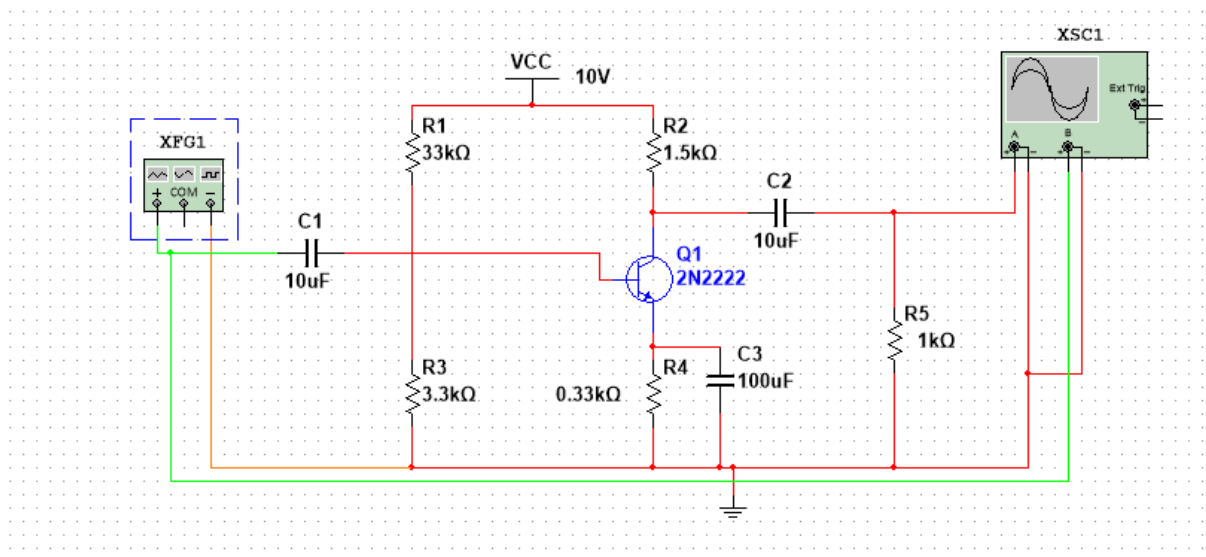 XSC1
VCC
10V
Ext Trig
+
R1
33kΩ
R2
1.5kΩ
XFG1
A
B
+
-
+
-
COM
+
-
C2
10uF
C1
10uF
Q1
2N2222
R5
1kΩ
C3
100uF
R3
3.3kΩ
R4
0.33kΩ